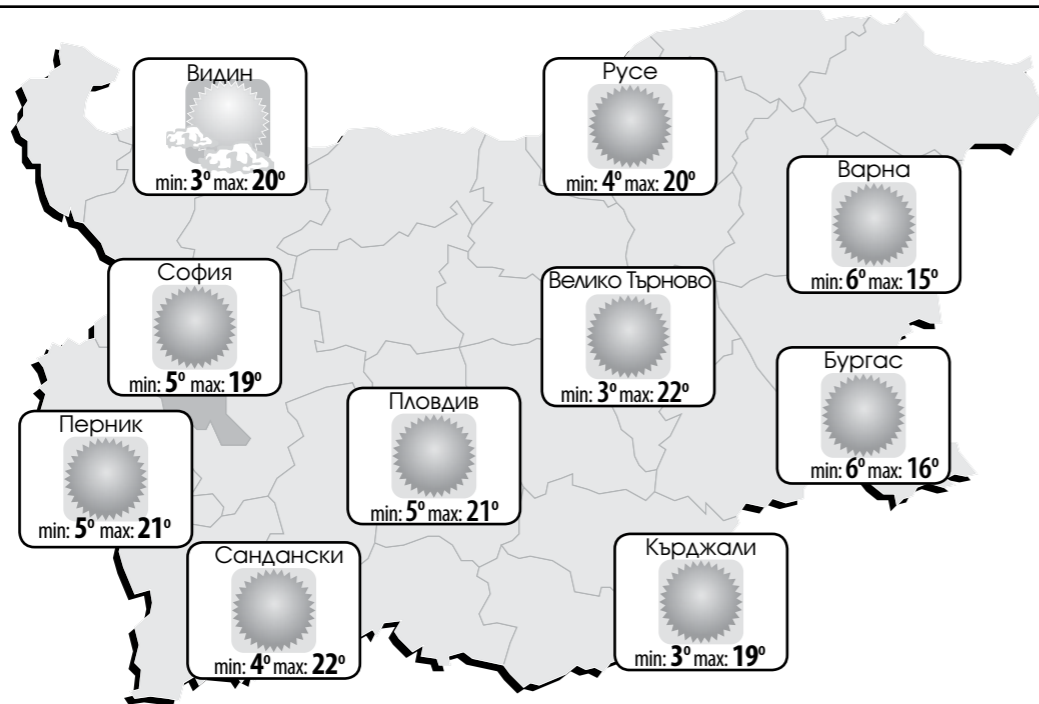 Видин
min: 3° max: 20°
Русе
min: 4° max: 20°
Варна
min: 6° max: 15°
София
min: 5° max: 19°
Велико Търново
min: 3° max: 22°
Бургас
min: 6° max: 16°
Пловдив
min: 5° max: 21°
Перник
min: 5° max: 21°
Сандански
min: 4° max: 22°
Кърджали
min: 3° max: 19°